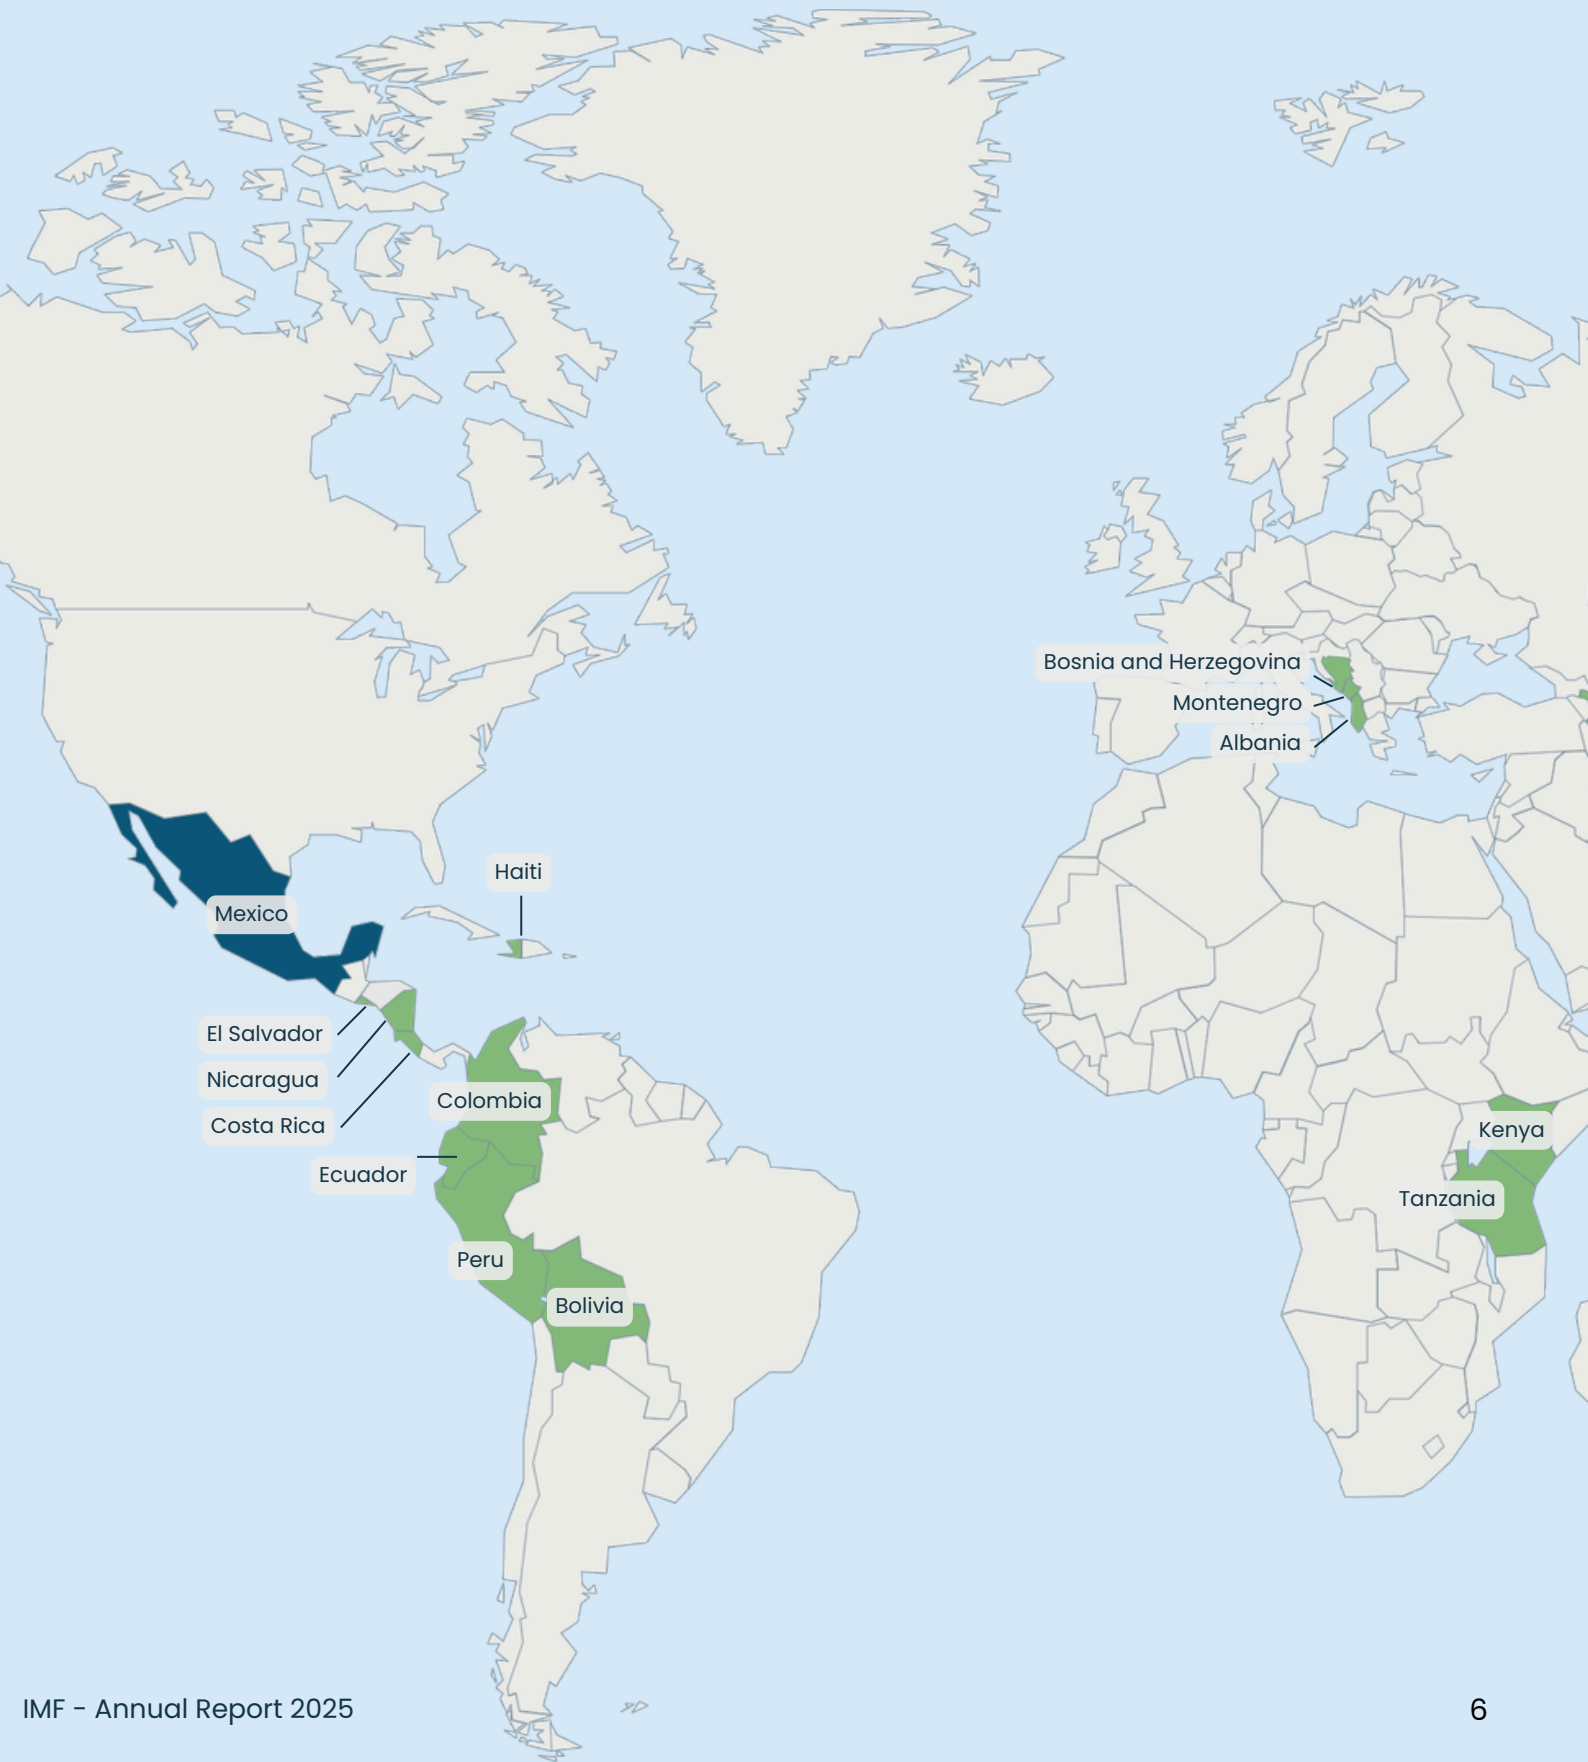 Bosnia and Herzegovina
Montenegro
Albania
Haiti
Mexico
El Salvador
Nicaragua
Colombia
Costa Rica
Kenya
Ecuador
Tanzania
Peru
Bolivia
IMF - Annual Report 2025
6